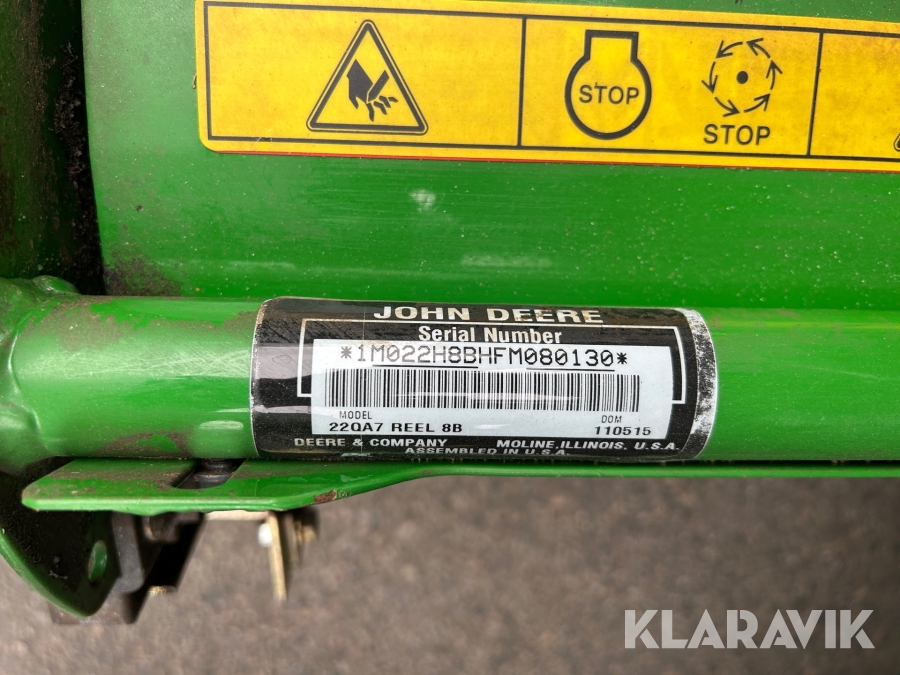 STOP
STOP
JOHN DEERE
Serial Number
*1M022H8BHFM080130*
MODEL
DOM
22QA7 REEL 8B
110515
DEERE & COMPANY
MOLINE, ILLINOIS, U.S.A.
ASSEMBLED IN U.S.A.
KLARAVIK